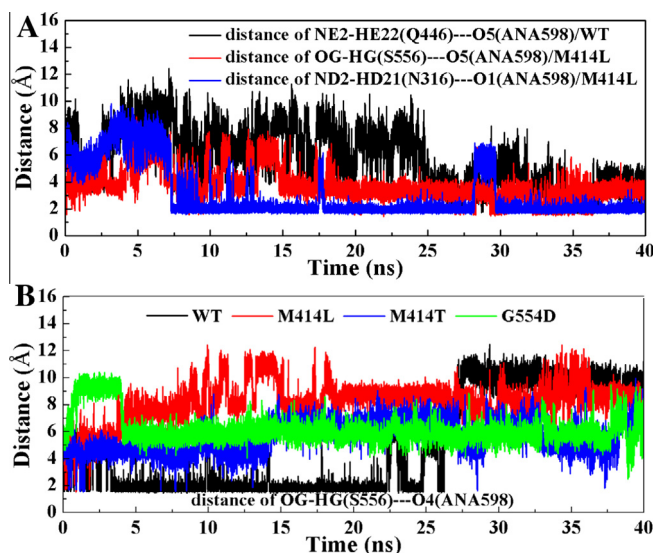 A
distance of NE2-HE22(Q446)---O5(ANA598)/WT
distance of OG-HG(S556)---O5(ANA598)/M414L
distance of ND2-HD21(N316)---O1(ANA598)/M414L
Distance (Å)
16
14
12
10
8
6
4
2
0
0 5 10 15 20 25 30 35 40
Time (ns)
B
WT M414L M414T G554D
Distance (Å)
16
14
12
10
8
6
4
2
0
distance of OG-HG(S556)---O4(ANA598)
0 5 10 15 20 25 30 35 40
Time (ns)